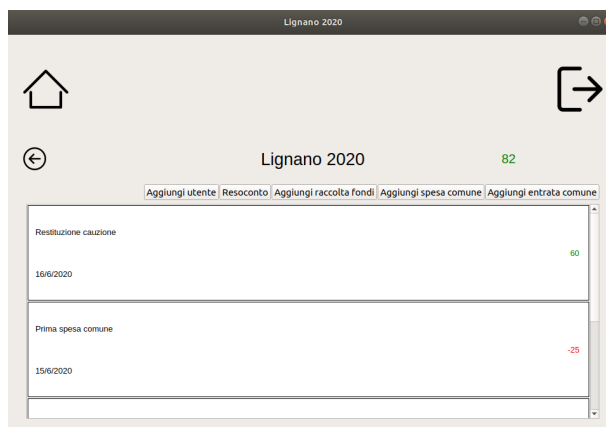 Lignano 2020
Lignano 2020 82
Aggiungi utente Resoconto Aggiungi raccolta fondi Aggiungi spesa comune Aggiungi entrata comune
Restituzione cauzione
60
16/6/2020
Prima spesa comune
-25
15/6/2020